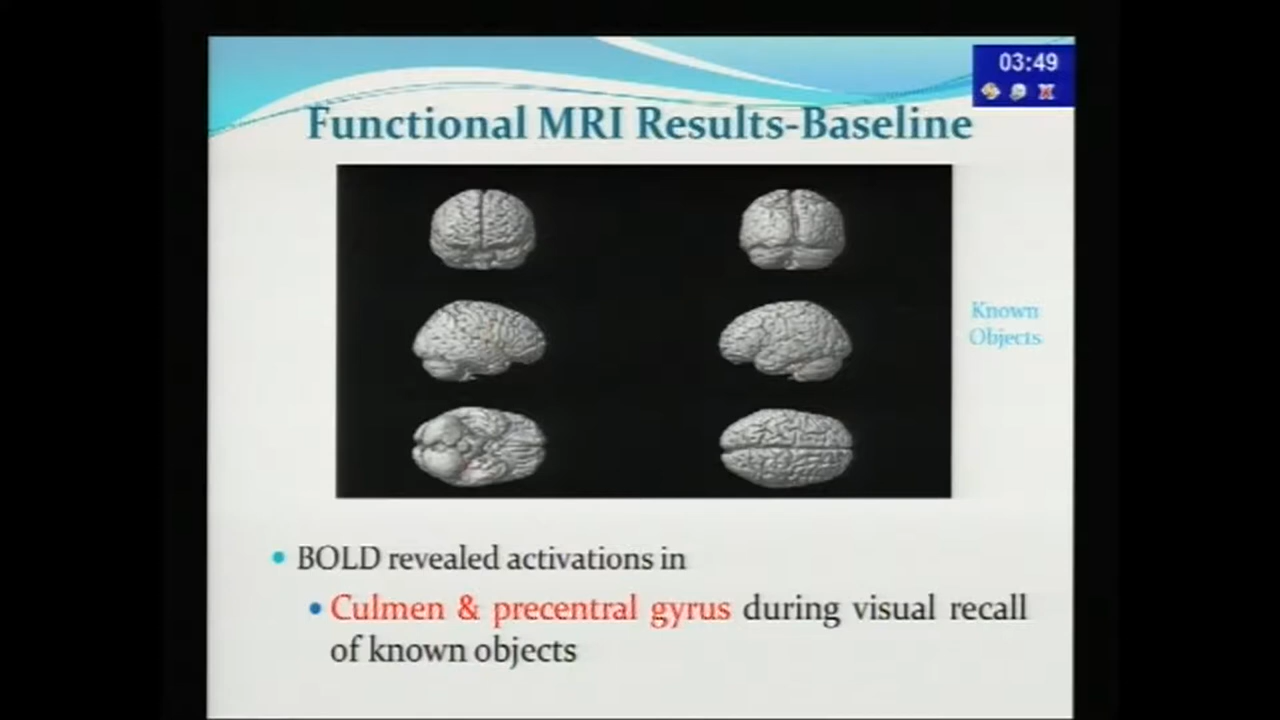 03:49
Functional MRI Results-Baseline
Known
Objects
• BOLD revealed activations in
• Culmen & precentral gyrus during visual recall
of known objects